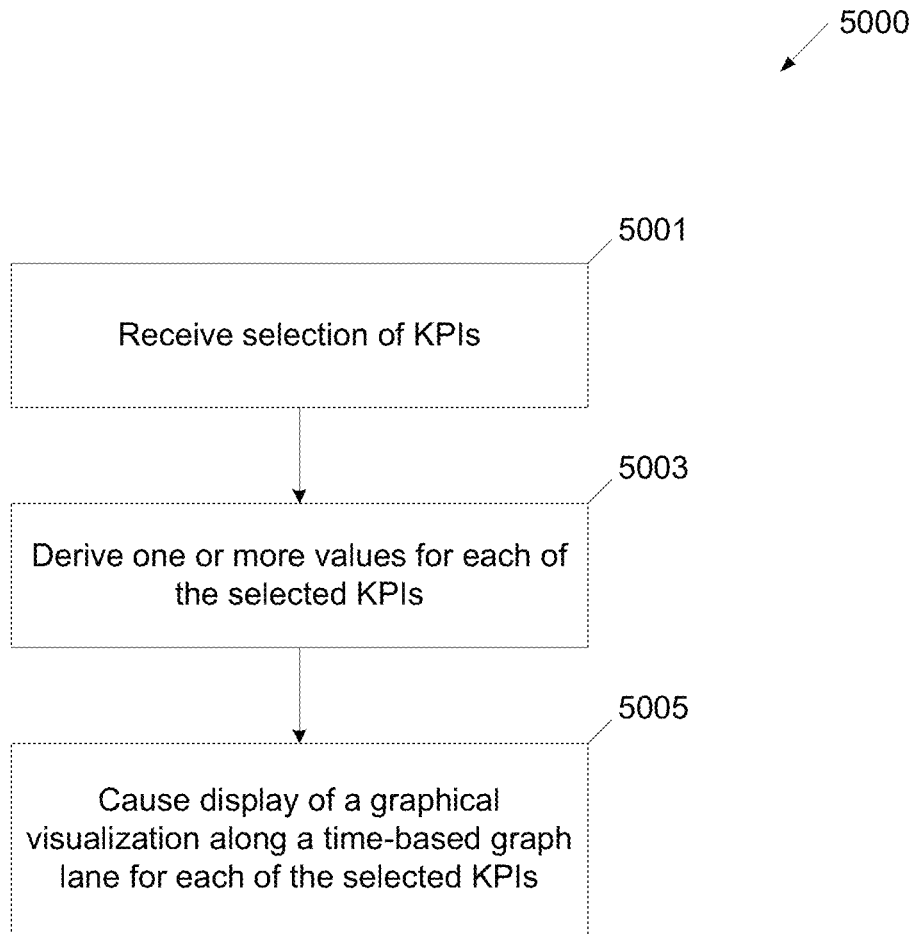 5000
5001
Receive selection of KPIs
5003
Derive one or more values for each of
the selected KPIs
5005
Cause display of a graphical
visualization along a time-based graph
lane for each of the selected KPIs